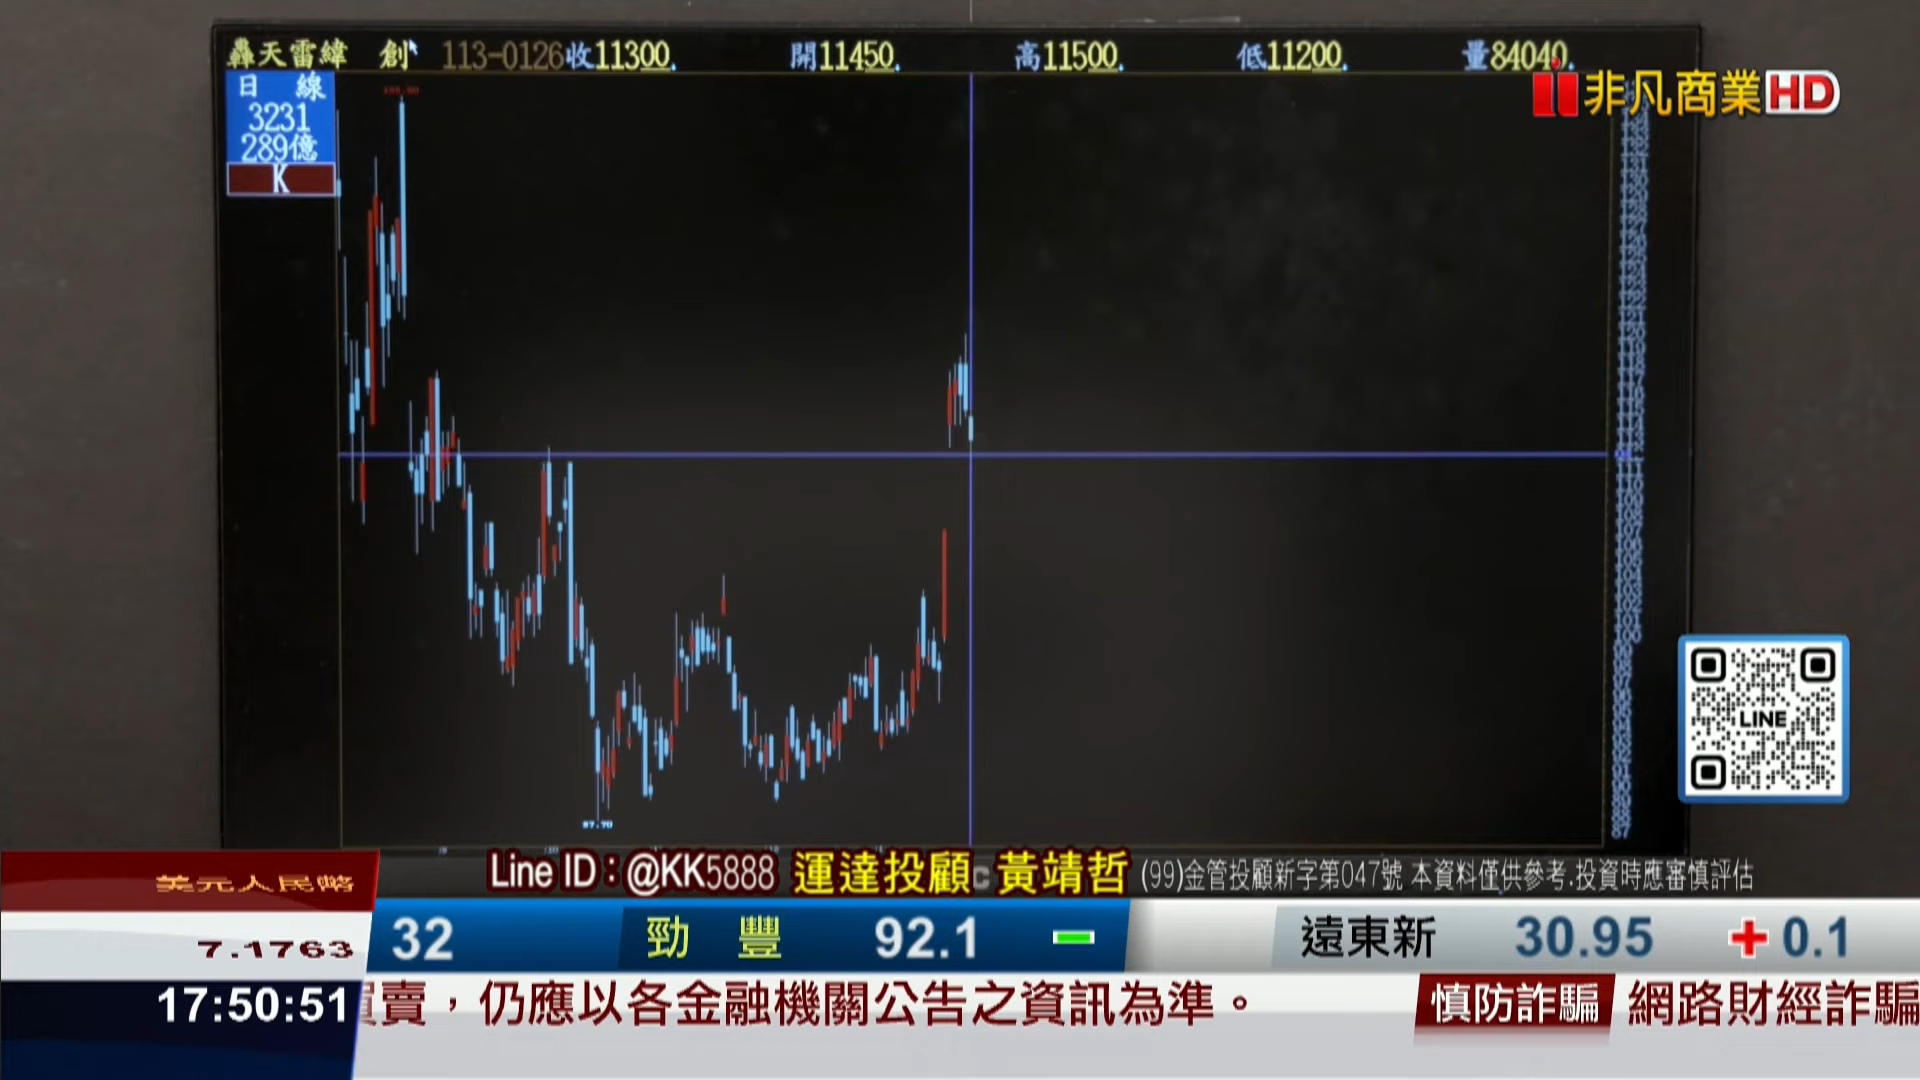 轟天雷緯 創 113-0126收11300. 開11450. 高11500. 低11200. 量84040.
日 線
3231
289億
K
非凡商業HD
87.70
LINE
Line ID:@KK5888 運達投顧 黃靖哲 (99)金管投顧新字第047號 本資料僅供參考.投資時應審慎評估
美元人民幣
7.1763
32 勁 豐 92.1 遠東新 30.95 + 0.1
17:50:51
賣，仍應以各金融機關公告之資訊為準。 慎防詐騙 網路財經詐騙